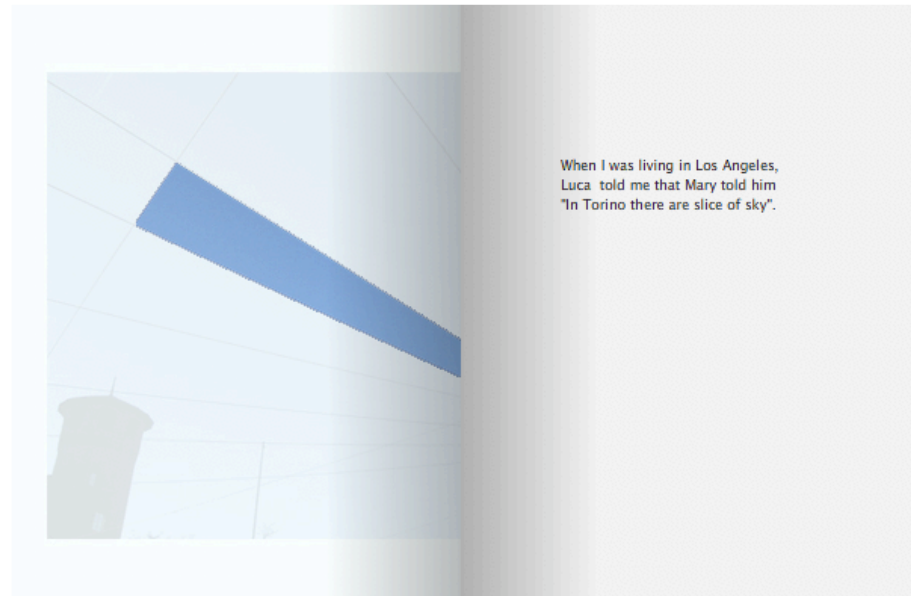 When I was living in Los Angeles,
Luca told me that Mary told him
"In Torino there are slice of sky".